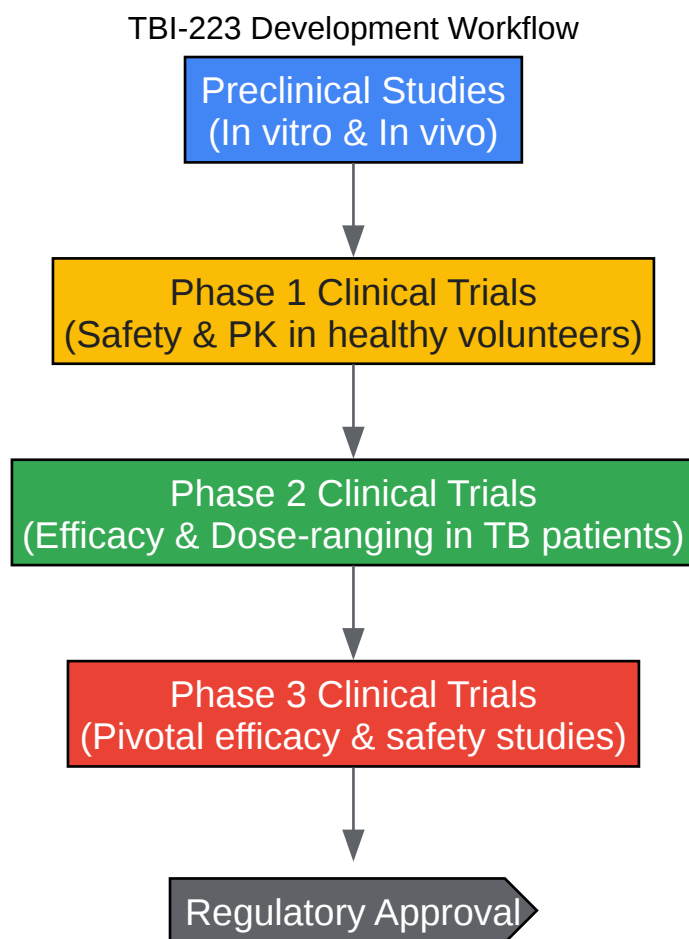 TBI-223 Development Workflow
Preclinical Studies
(In vitro & In vivo)
Phase 1 Clinical Trials
(Safety & PK in healthy volunteers)
Phase 2 Clinical Trials
(Efficacy & Dose-ranging in TB patients)
Phase 3 Clinical Trials
(Pivotal efficacy & safety studies)
Regulatory Approval